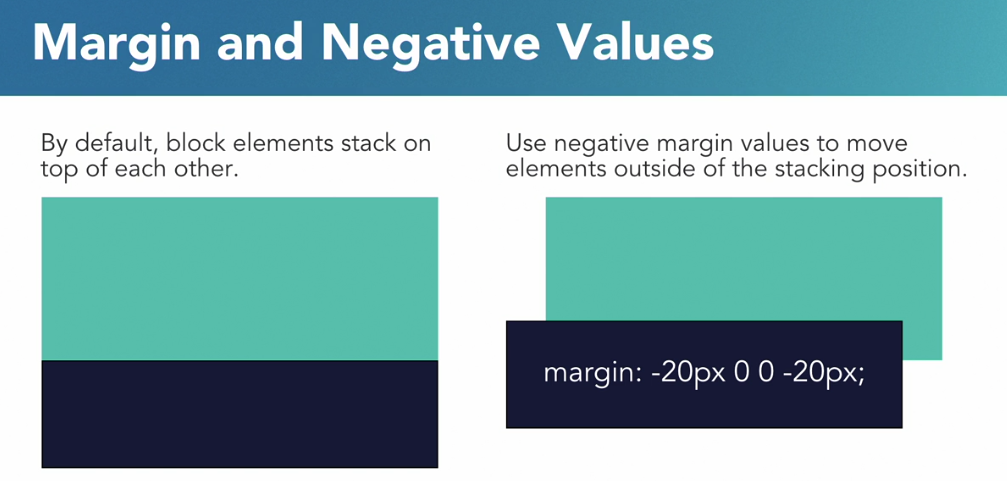 Margin and Negative Values
By default, block elements stack on
top of each other.
Use negative margin values to move
elements outside of the stacking position.
margin: -20px 0 0 -20px;